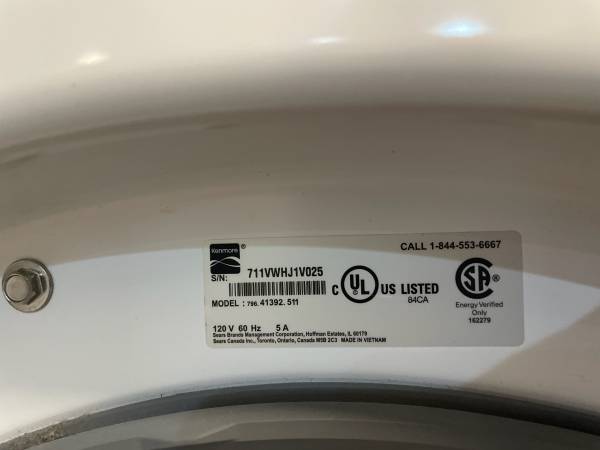 Kenmore®
CALL 1-844-553-6667
S/N: 711VWHJ1V025
C UL US LISTED
84CA
SA
Energy Verified
Only
162279
MODEL : 796. 41392. 511
120 V 60 Hz 5 A
Sears Brands Management Corporation, Hoffman Estates, IL 60179
Sears Canada Inc., Toronto, Ontario, Canada M5B 2C3 MADE IN VIETNAM